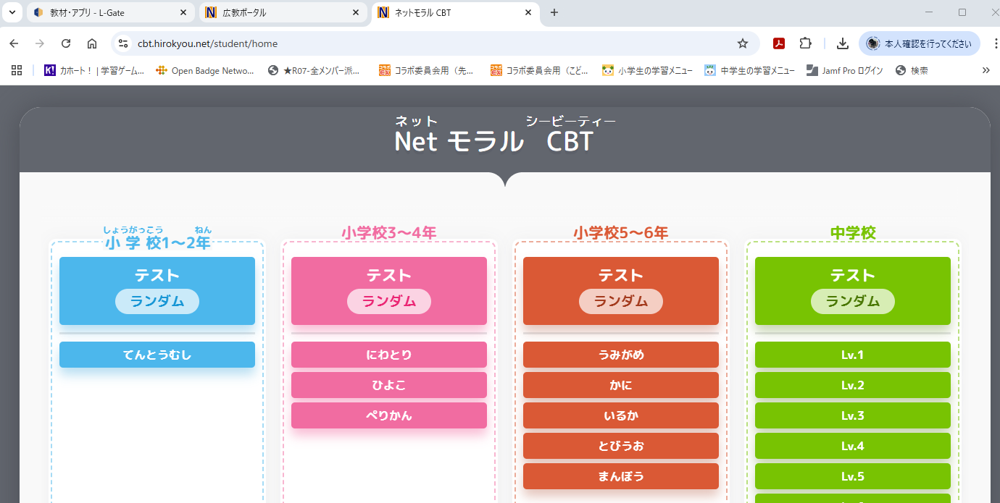 教材・アプリ - L-Gate
広教ポータル
ネットモラル CBT
cbt.hirokyou.net/student/home
本人確認を行ってください
カホート！ | 学習ゲーム...
Open Badge Netwo...
★R07-全メンバー派...
コラボ委員会用（先...
コラボ委員会用（こど...
小学生の学習メニュー
中学生の学習メニュー
Jamf Pro ログイン
検索
ネット シービーティー
Net モラル CBT
しょうがっこう ねん
小学校1〜2年
テスト
ランダム
てんとうむし
小学校3〜4年
テスト
ランダム
にわとり
ひよこ
ぺりかん
小学校5〜6年
テスト
ランダム
うみがめ
かに
いるか
とびうお
まんぼう
中学校
テスト
ランダム
Lv.1
Lv.2
Lv.3
Lv.4
Lv.5